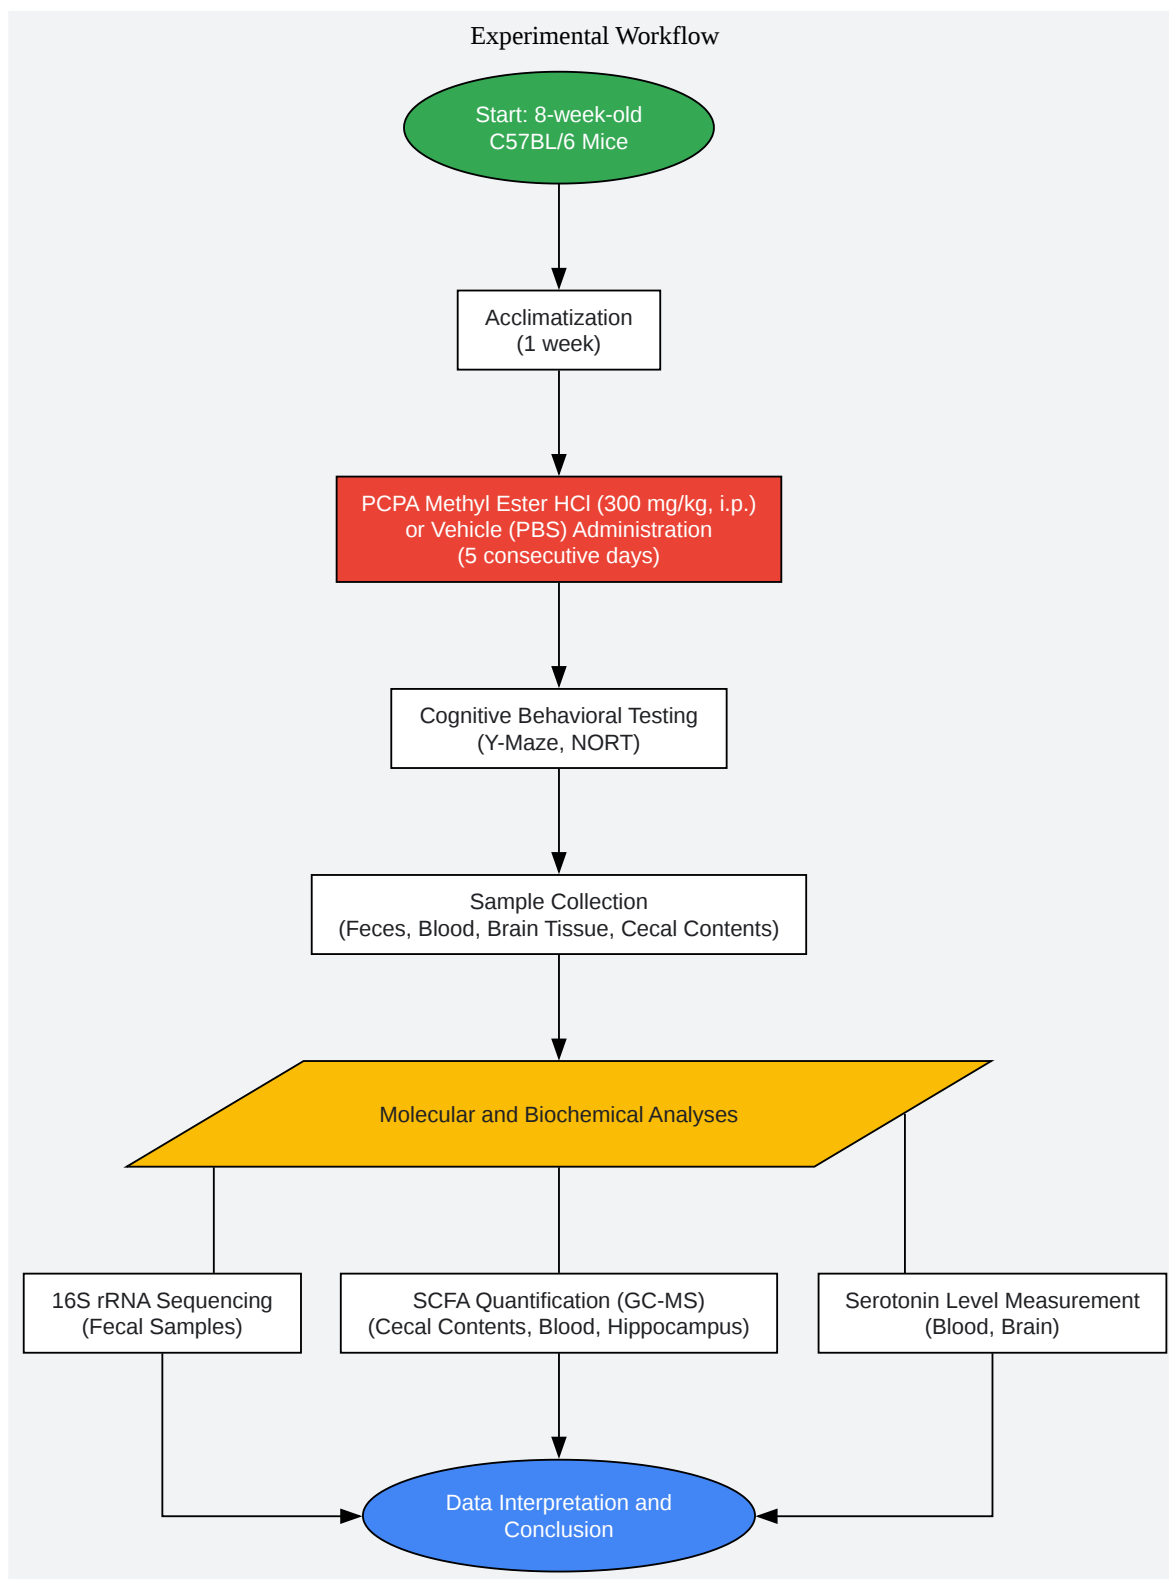 Experimental Workflow
Start: 8-week-old
C57BL/6 Mice
Acclimatization
(1 week)
PCPA Methyl Ester HCl (300 mg/kg, i.p.)
or Vehicle (PBS) Administration
(5 consecutive days)
Cognitive Behavioral Testing
(Y-Maze, NORT)
Sample Collection
(Feces, Blood, Brain Tissue, Cecal Contents)
Molecular and Biochemical Analyses
16S rRNA Sequencing
(Fecal Samples)
SCFA Quantification (GC-MS)
(Cecal Contents, Blood, Hippocampus)
Serotonin Level Measurement
(Blood, Brain)
Data Interpretation and
Conclusion